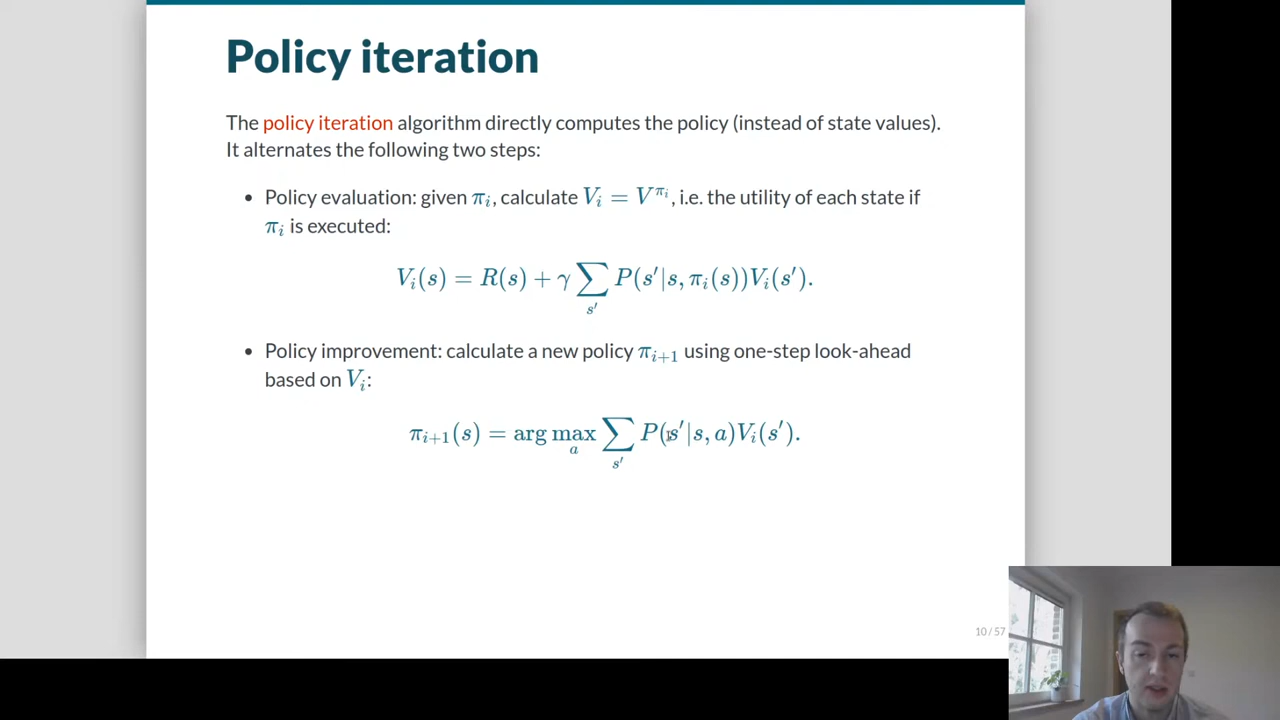 Policy iteration
The policy iteration algorithm directly computes the policy (instead of state values).
It alternates the following two steps:
• Policy evaluation: given πᵢ, calculate Vᵢ = V^{πᵢ}, i.e. the utility of each state if
πᵢ is executed:
Vᵢ(s) = R(s) + γ ∑_{s′} P(s′|s, πᵢ(s))Vᵢ(s′).
• Policy improvement: calculate a new policy πᵢ₊₁ using one-step look-ahead
based on Vᵢ:
πᵢ₊₁(s) = arg max_a ∑_{s′} P(s′|s, a)Vᵢ(s′).
10 / 57